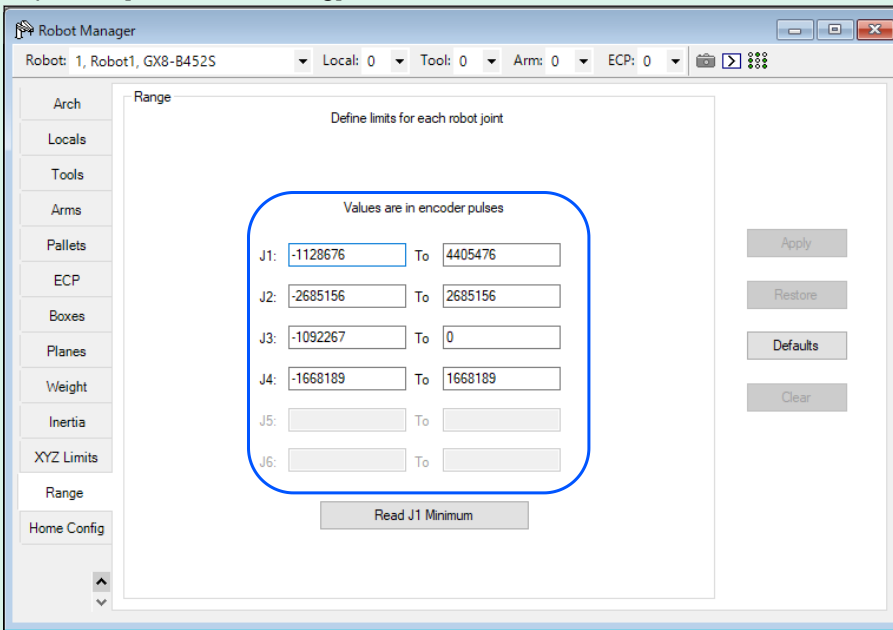 Robot Manager
Robot: 1, Robot1, GX8-B452S Local: 0 Tool: 0 Arm: 0 ECP: 0
Arch
Locals
Tools
Arms
Pallets
ECP
Boxes
Planes
Weight
Inertia
XYZ Limits
Range
Home Config
Range
Define limits for each robot joint
Values are in encoder pulses
J1: -1128676 To 4405476
J2: -2685156 To 2685156
J3: -1092267 To 0
J4: -1668189 To 1668189
J5: To
J6: To
Read J1 Minimum
Apply
Restore
Defaults
Clear